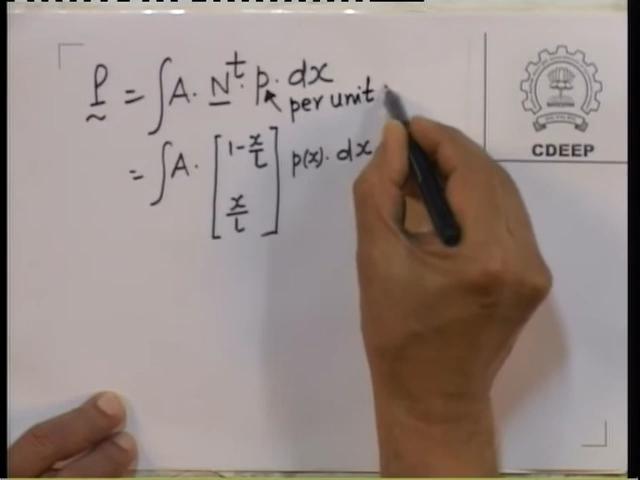 P = ∫A. Nᵗ. p. dx
per unit
= ∫A. [1-x/l x/l] p(x). dx
CDEEP